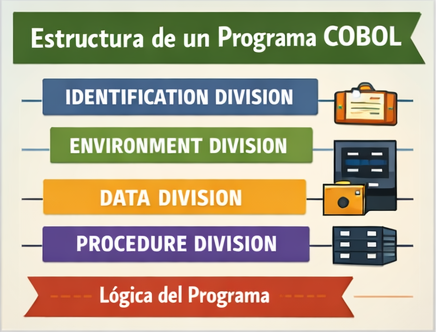 Estructura de un Programa COBOL
IDENTIFICATION DIVISION
ENVIRONMENT DIVISION
DATA DIVISION
PROCEDURE DIVISION
Lógica del Programa